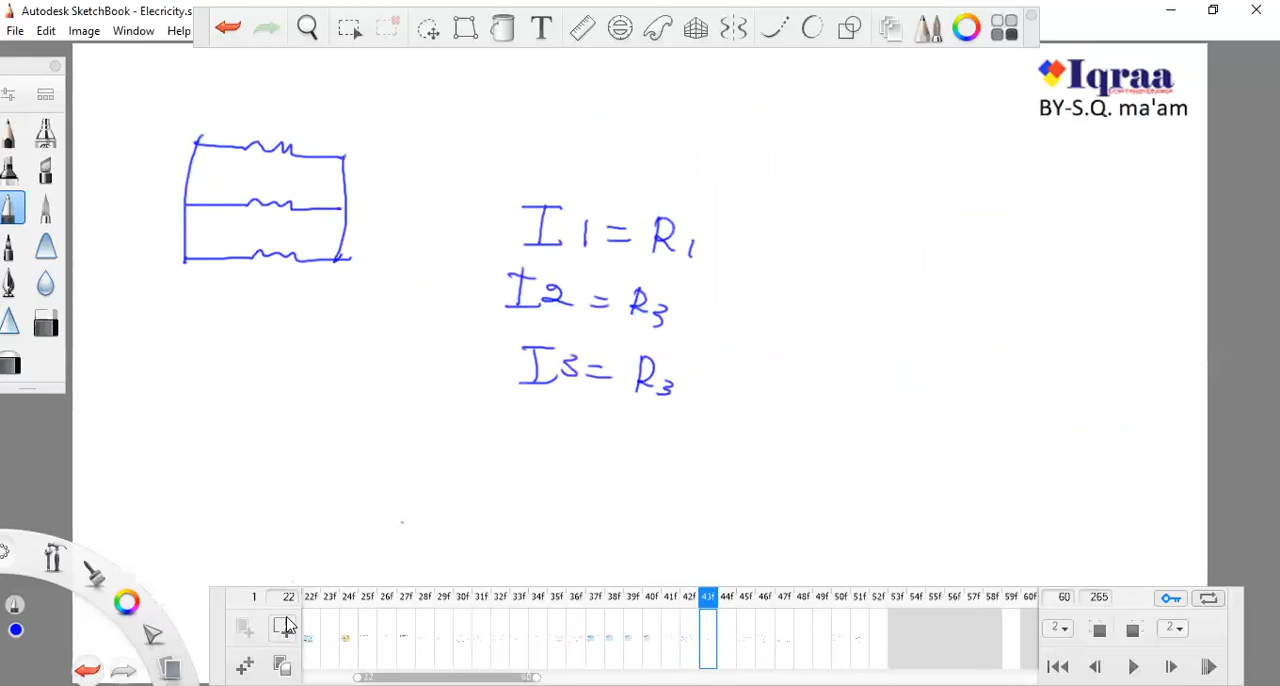 Autodesk SketchBook - Elecricity.s
File Edit Image Window Help
T
Iqraa
BY-S.Q. ma'am
I1 = R1
I2 = R3
I3 = R3
1 22 22f 23f 24f 25f 26f 27f 28f 29f 30f 31f 32f 33f 34f 35f 36f 37f 38f 39f 40f 41f 42f 43f 44f 45f 46f 47f 48f 49f 50f 51f 52f 53f 54f 55f 56f 57f 58f 59f 60f 60 265
2 2
22 60